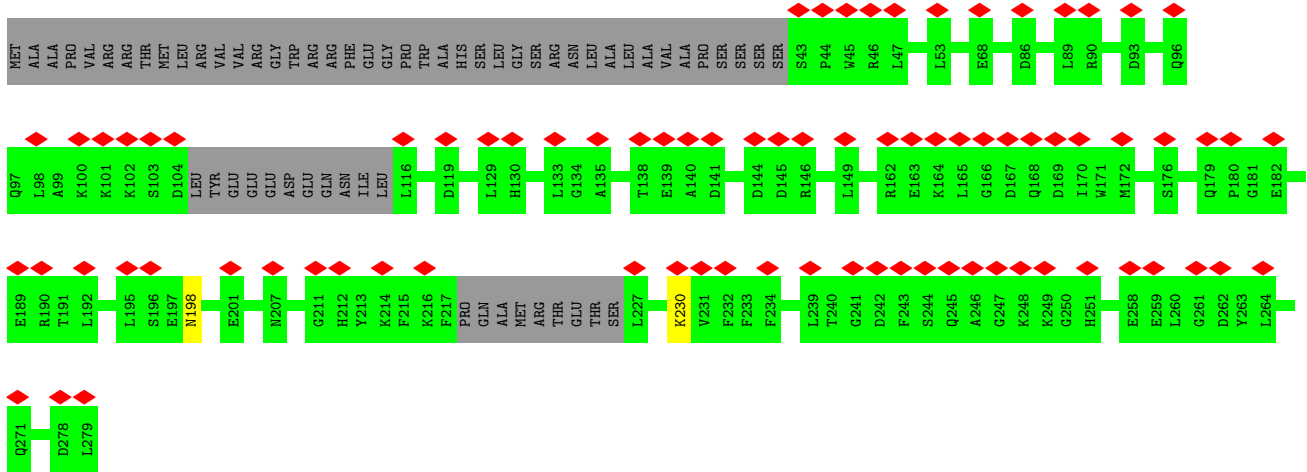 MET ALA ALA PRO VAL ARG ARG THR MET LEU ARG VAL VAL ARG GLY TRP ARG ARG PHE GLU GLY PRO TRP ALA HIS SER LEU GLY SER ARG ASN LEU ALA LEU ALA VAL ALA PRO SER SER SER SER S43 P44 W45 R46 L47 L53 E68 D86 L89 R90 D93 Q96
Q97 L98 A99 K100 K101 K102 S103 D104 LEU TYR GLU GLU GLU ASP GLU GLN ASN ILE LEU L116 D119 L129 H130 L133 G134 A135 T138 E139 A140 D141 D144 D145 R146 L149 R162 E163 K164 L165 G166 D167 Q168 D169 I170 W171 M172 S176 Q179 P180 G181 E182
E189 R190 T191 L192 L195 S196 E197 N198 E201 N207 G211 H212 Y213 K214 F215 K216 F217 PRO GLN ALA MET ARG THR GLU THR SER L227 K230 V231 F232 F233 F234 L239 T240 G241 D242 F243 S244 Q245 A246 G247 K248 K249 G250 H251 E258 E259 L260 G261 D262 Y263 L264
Q271 D278 L279